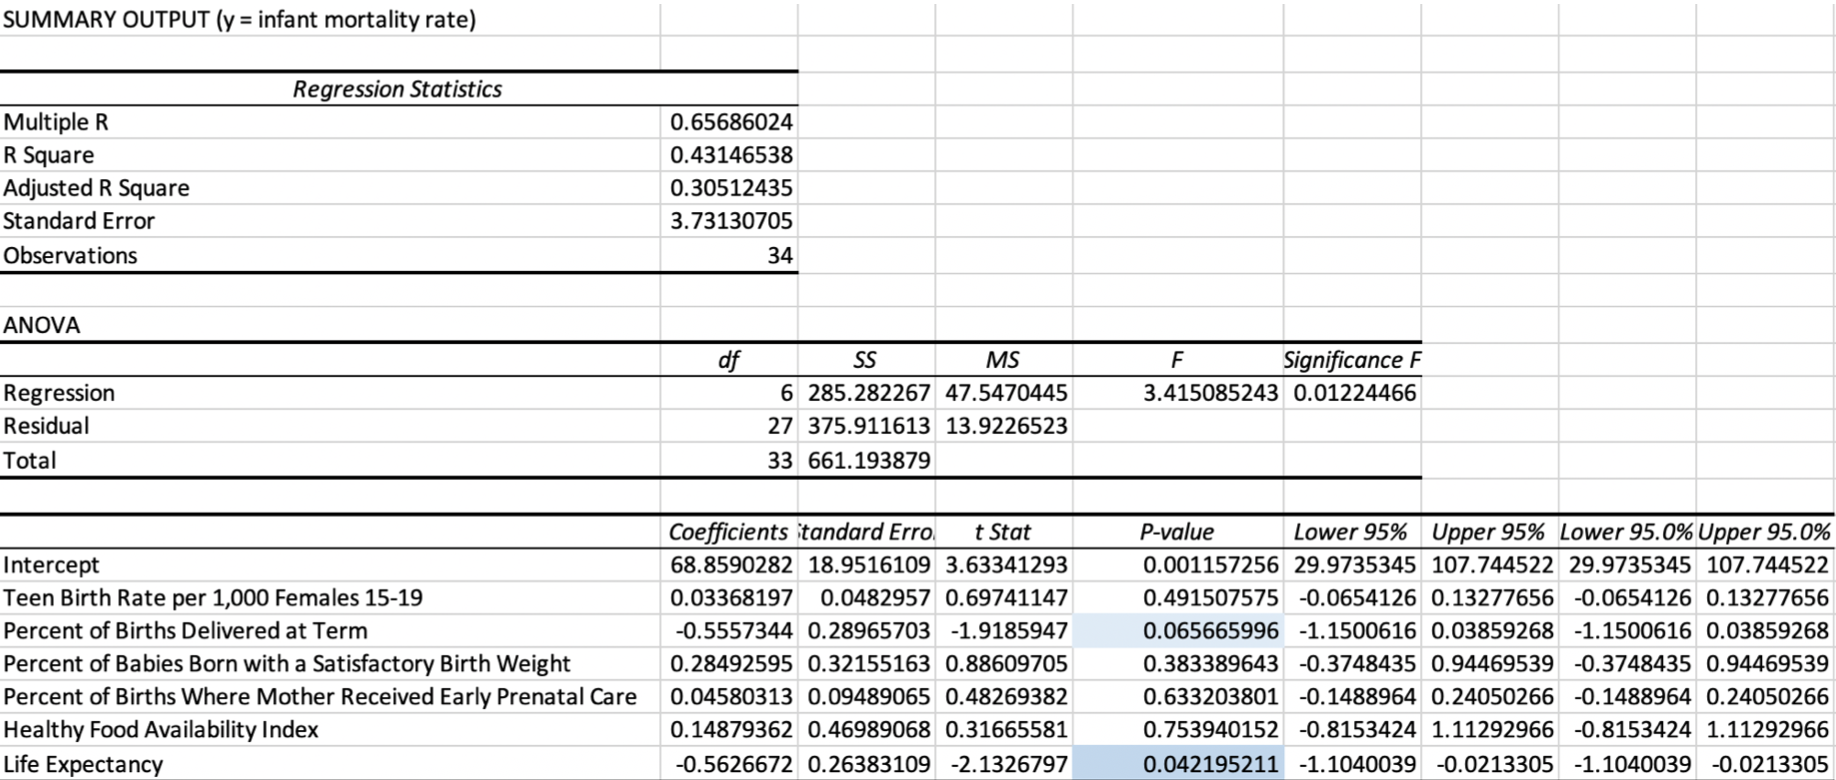 SUMMARY OUTPUT (y = infant mortality rate)
Regression Statistics
Multiple R 0.65686024
R Square 0.43146538
Adjusted R Square 0.30512435
Standard Error 3.73130705
Observations 34
ANOVA
df SS MS F Significance F
Regression 6 285.282267 47.5470445 3.415085243 0.01224466
Residual 27 375.911613 13.9226523
Total 33 661.193879
Coefficients tandard Erro t Stat P-value Lower 95% Upper 95% Lower 95.0% Upper 95.0%
Intercept 68.8590282 18.9516109 3.63341293 0.001157256 29.9735345 107.744522 29.9735345 107.744522
Teen Birth Rate per 1,000 Females 15-19 0.03368197 0.0482957 0.69741147 0.491507575 -0.0654126 0.13277656 -0.0654126 0.13277656
Percent of Births Delivered at Term -0.5557344 0.28965703 -1.9185947 0.065665996 -1.1500616 0.03859268 -1.1500616 0.03859268
Percent of Babies Born with a Satisfactory Birth Weight 0.28492595 0.32155163 0.88609705 0.383389643 -0.3748435 0.94469539 -0.3748435 0.94469539
Percent of Births Where Mother Received Early Prenatal Care 0.04580313 0.09489065 0.48269382 0.633203801 -0.1488964 0.24050266 -0.1488964 0.24050266
Healthy Food Availability Index 0.14879362 0.46989068 0.31665581 0.753940152 -0.8153424 1.11292966 -0.8153424 1.11292966
Life Expectancy -0.5626672 0.26383109 -2.1326797 0.042195211 -1.1040039 -0.0213305 -1.1040039 -0.0213305